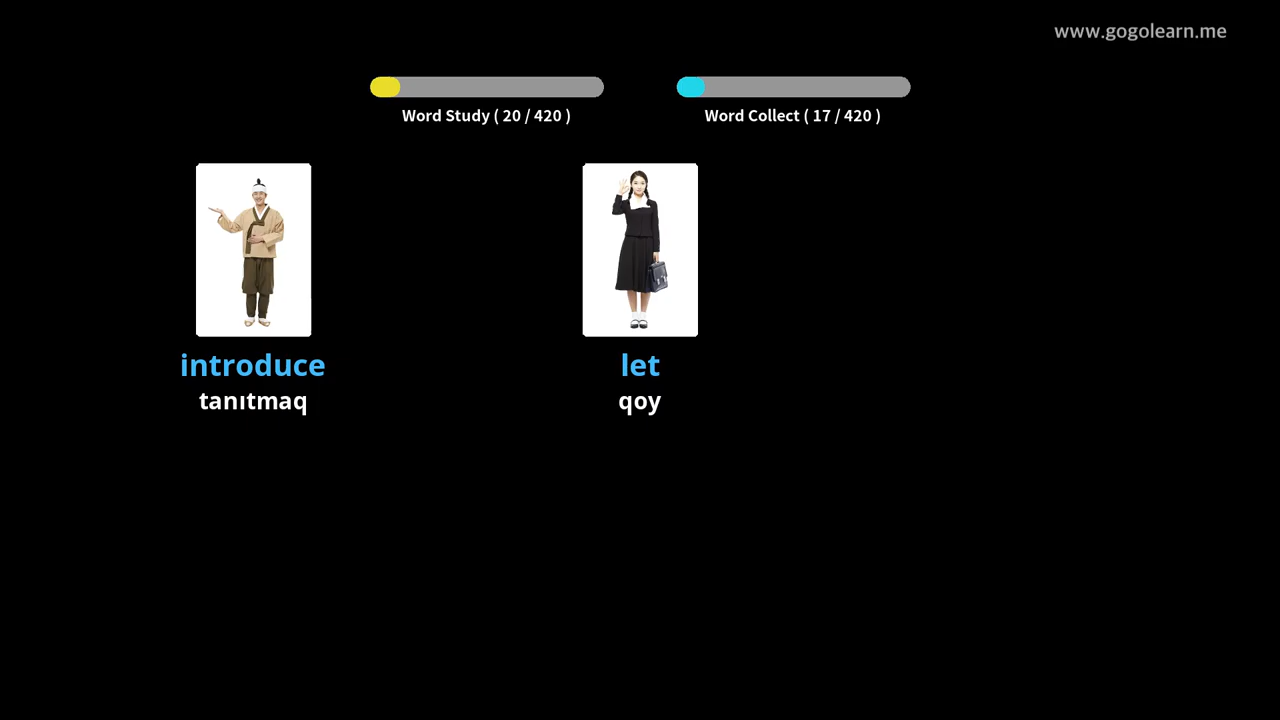 www.gogolearn.me
Word Study ( 20 / 420 )
Word Collect ( 17 / 420 )
introduce
tanıtmaq
let
qoy